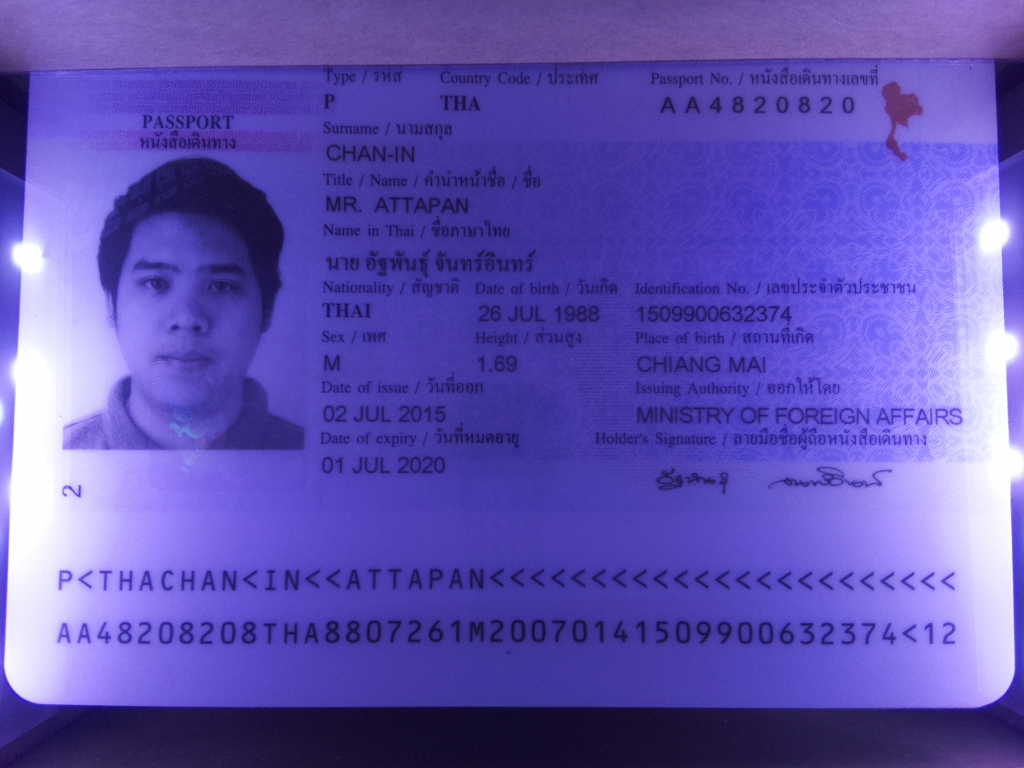 Type / รหัส Country Code / ประเทศ Passport No. / หนังสือเดินทางเลขที่
P THA AA4820820
PASSPORT
หนังสือเดินทาง
Surname / นามสกุล
CHAN-IN
Title / Name / คำนำหน้าชื่อ / ชื่อ
MR. ATTAPAN
Name in Thai / ชื่อภาษาไทย
นาย อัฐพันธุ์ จันทร์อินทร์
Nationality / สัญชาติ Date of birth / วันเกิด Identification No. / เลขประจำตัวประชาชน
THAI 26 JUL 1988 1509900632374
Sex / เพศ Height / ส่วนสูง Place of birth / สถานที่เกิด
M 1.69 CHIANG MAI
Date of issue / วันที่ออก Issuing Authority / ออกให้โดย
02 JUL 2015 MINISTRY OF FOREIGN AFFAIRS
Date of expiry / วันที่หมดอายุ Holder's Signature / ลายมือชื่อผู้ถือหนังสือเดินทาง
01 JUL 2020
2
P<THACHAN<IN<<ATTAPAN<<<<<<<<<<<<<<<<<<<<<<<
AA48208208THA8807261M20070141509900632374<12